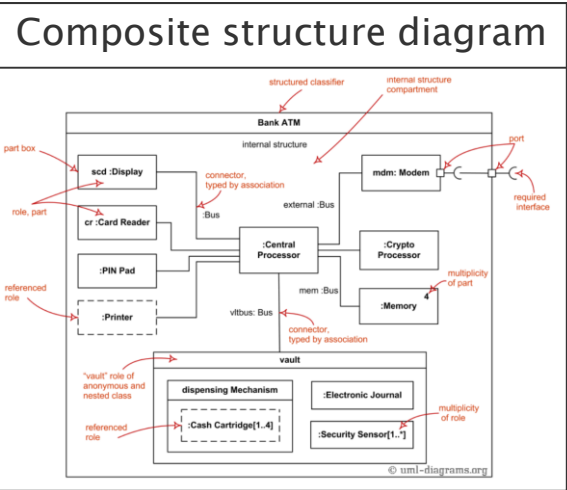 Composite structure diagram
structured classifier
internal structure
compartment
Bank ATM
internal structure
port
part box
scd :Display
connector,
typed by association
mdm: Modem
required
interface
role, part
external :Bus
:Bus
cr :Card Reader
:Central
Processor
:Crypto
Processor
:PIN Pad
multiplicity
of part
referenced
role
mem :Bus
4
:Memory
:Printer
vltbus: Bus
connector,
typed by association
vault
"vault" role of
anonymous and
nested class
dispensing Mechanism
:Electronic Journal
multiplicity
of role
referenced
role
:Cash Cartridge[1..4]
:Security Sensor[1..*]
© uml-diagrams.org